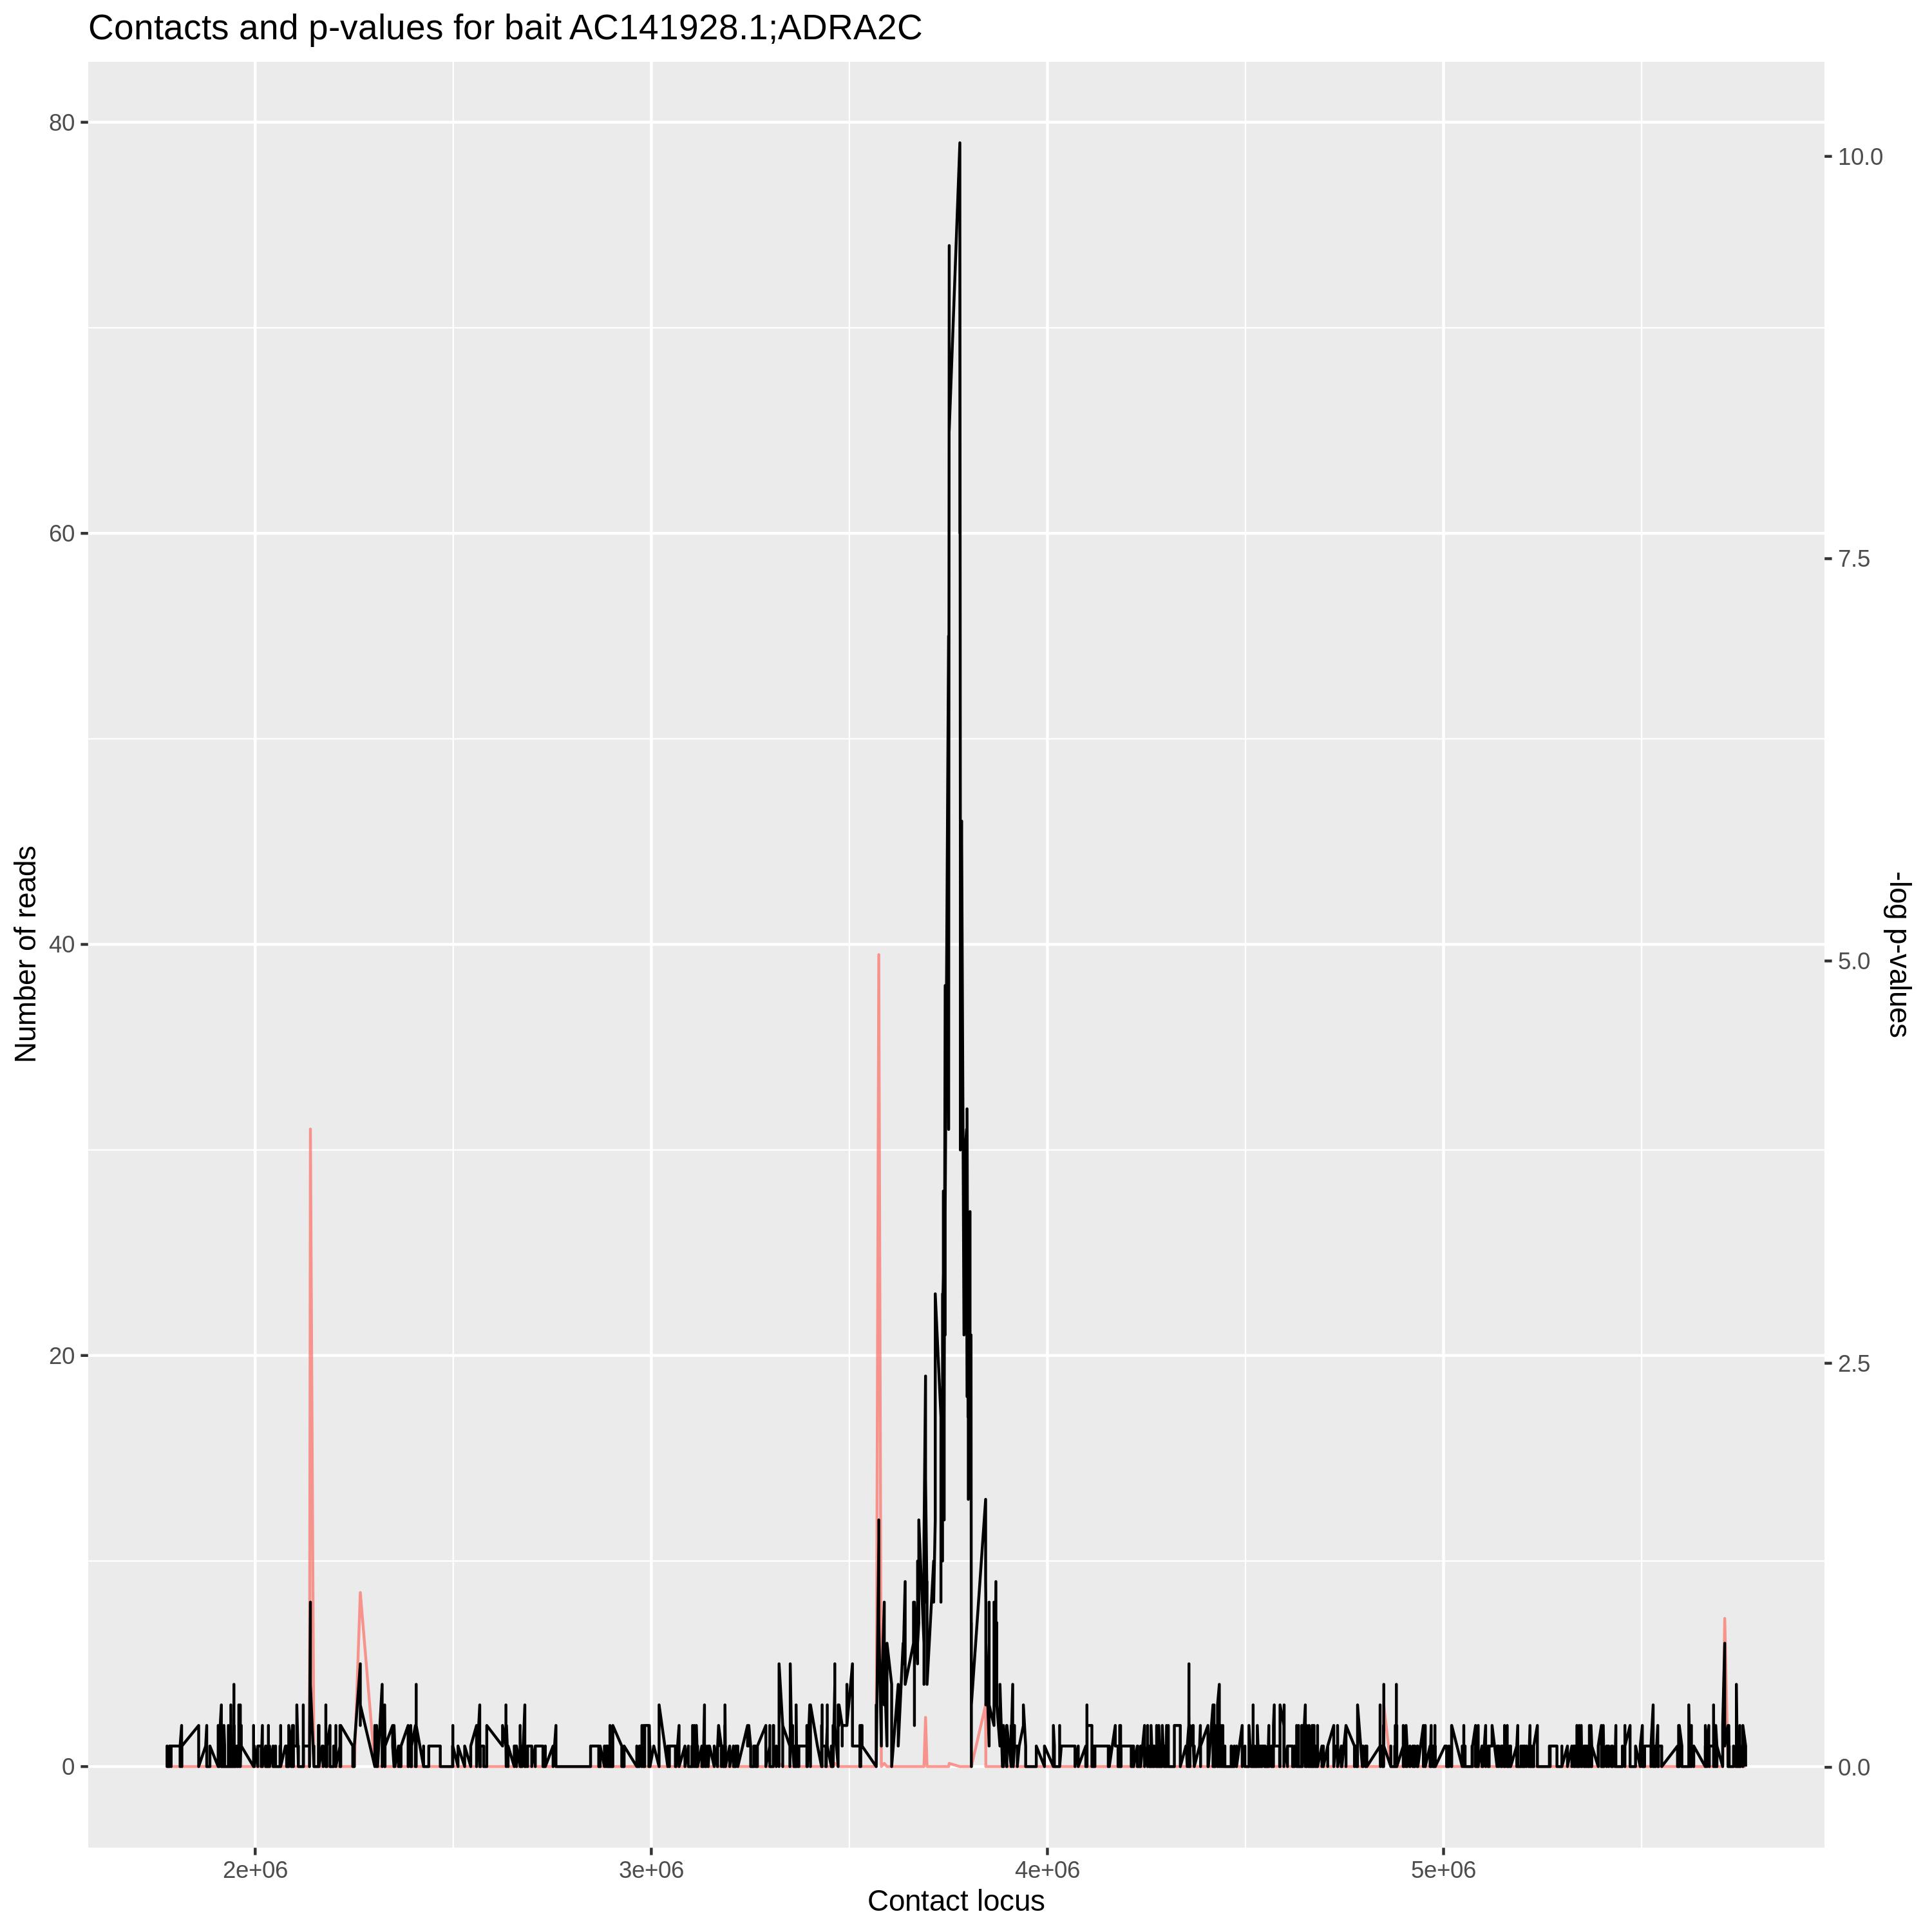 Contacts and p-values for bait AC141928.1;ADRA2C
80
60
40
20
0
Number of reads
10.0
7.5
5.0
2.5
0.0
-log p-values
2e+06
3e+06
4e+06
5e+06
Contact locus